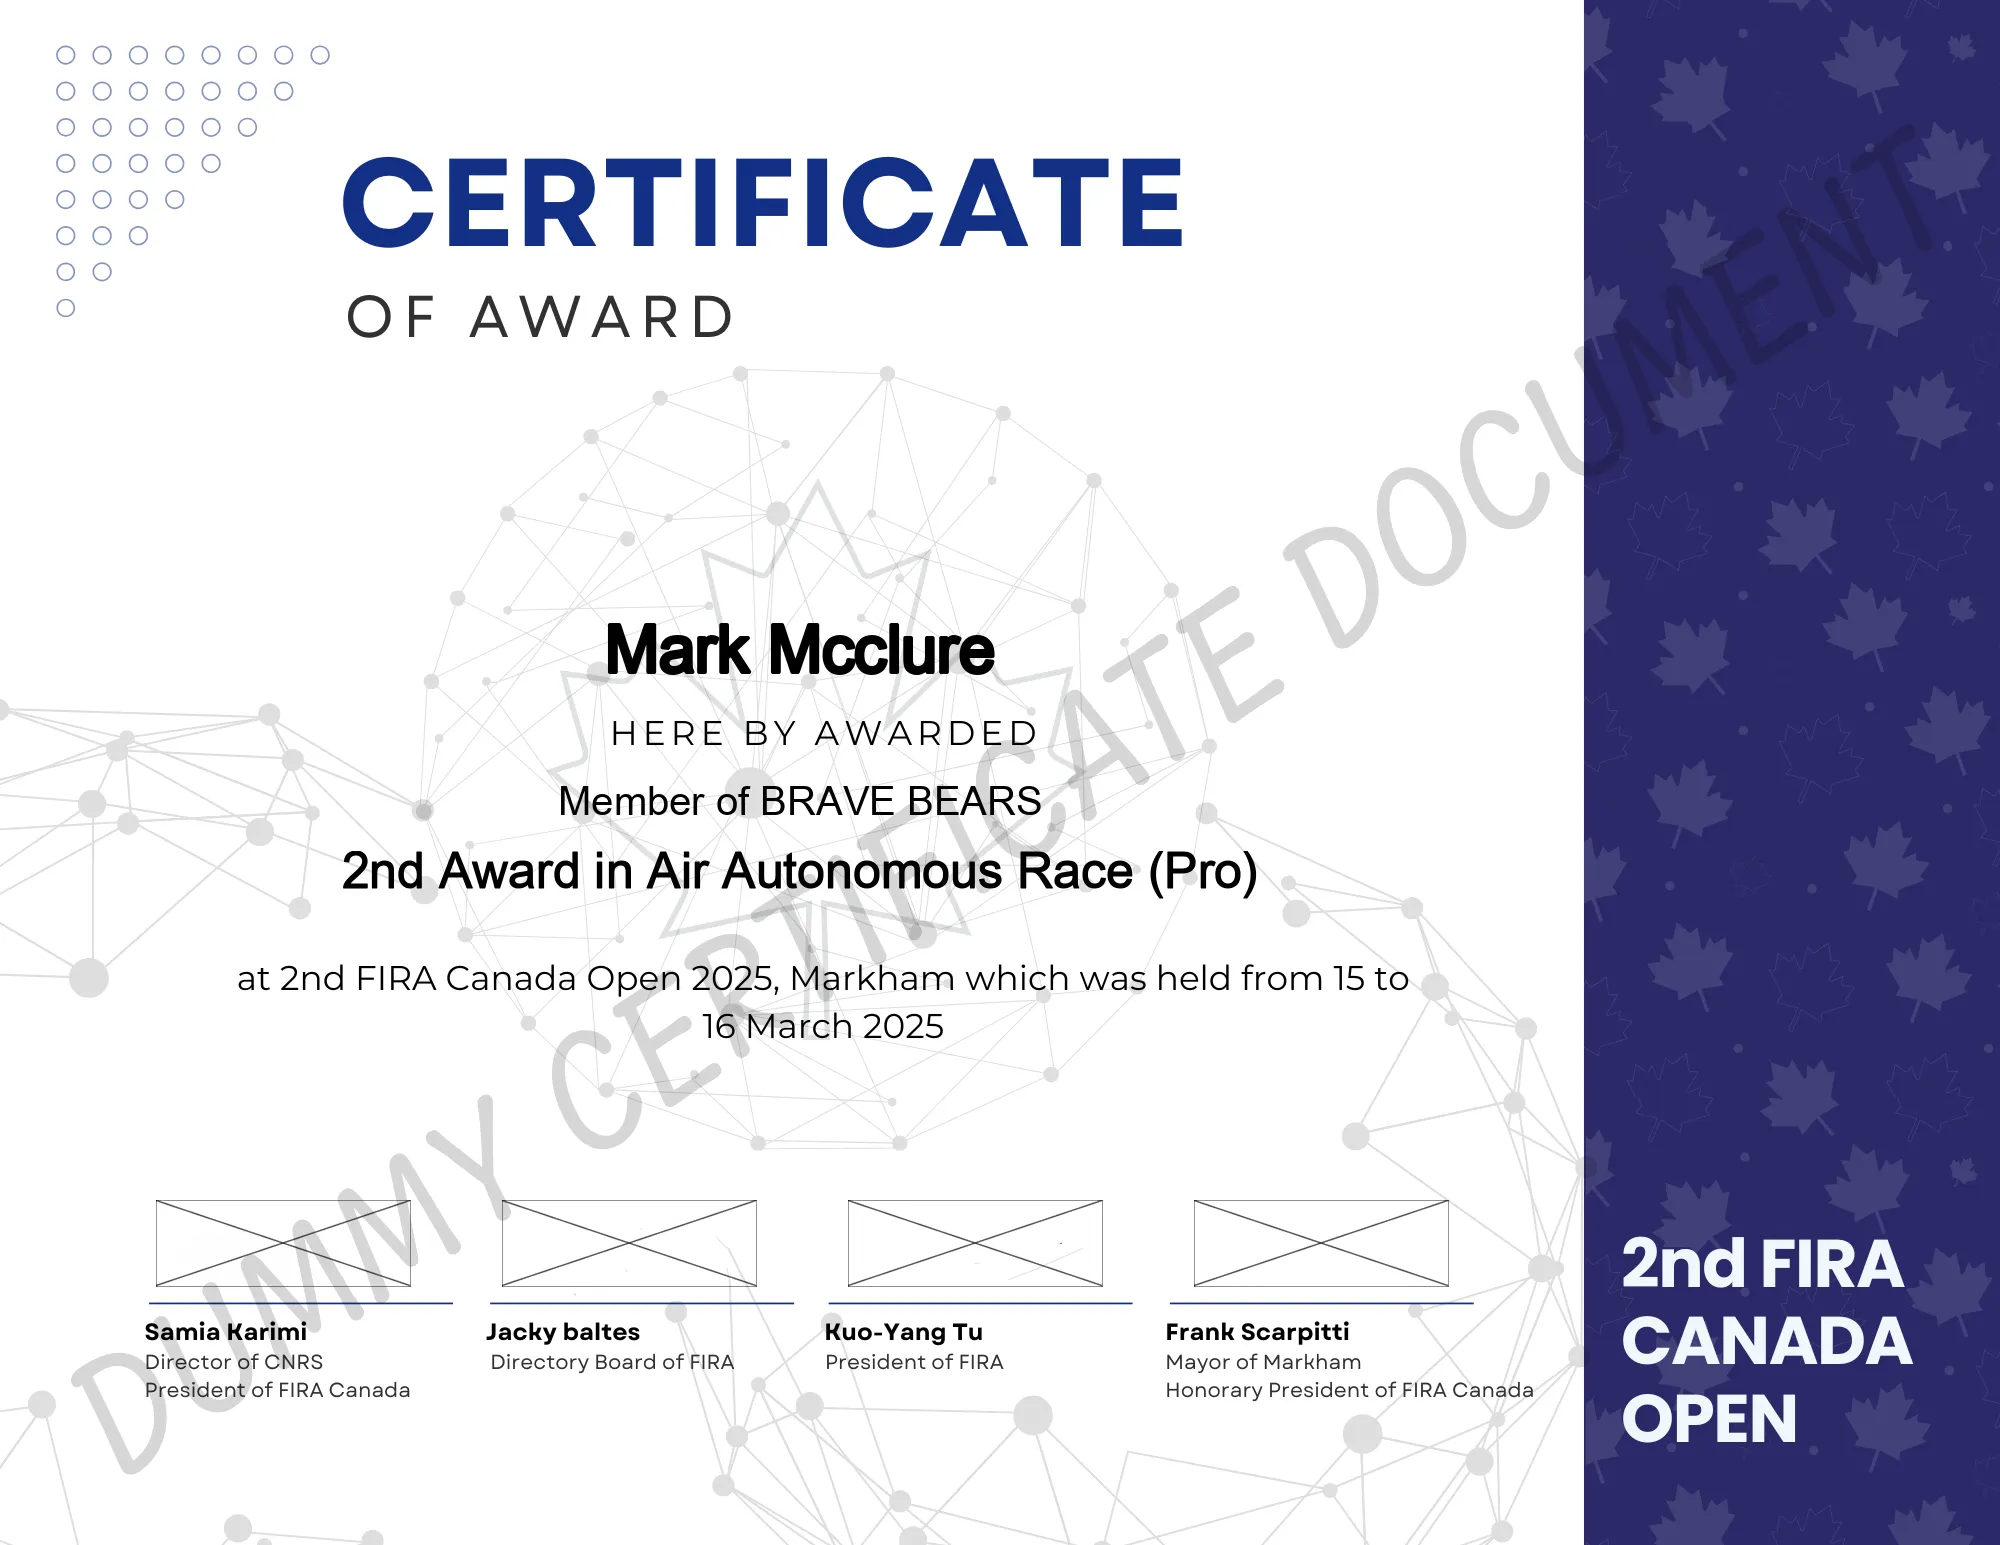 CERTIFICATE
OF AWARD
Mark Mcclure
HERE BY AWARDED
Member of BRAVE BEARS
2nd Award in Air Autonomous Race (Pro)
at 2nd FIRA Canada Open 2025, Markham which was held from 15 to
16 March 2025
DUMMY CERTIFICATE DOCUMENT
Samia Karimi
Director of CNRS
President of FIRA Canada
Jacky baltes
Directory Board of FIRA
Kuo-Yang Tu
President of FIRA
Frank Scarpitti
Mayor of Markham
Honorary President of FIRA Canada
2nd FIRA
CANADA
OPEN